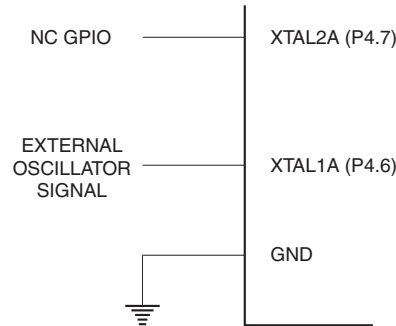 NC GPIO
XTAL2A (P4.7)
EXTERNAL
OSCILLATOR
SIGNAL
XTAL1A (P4.6)
GND